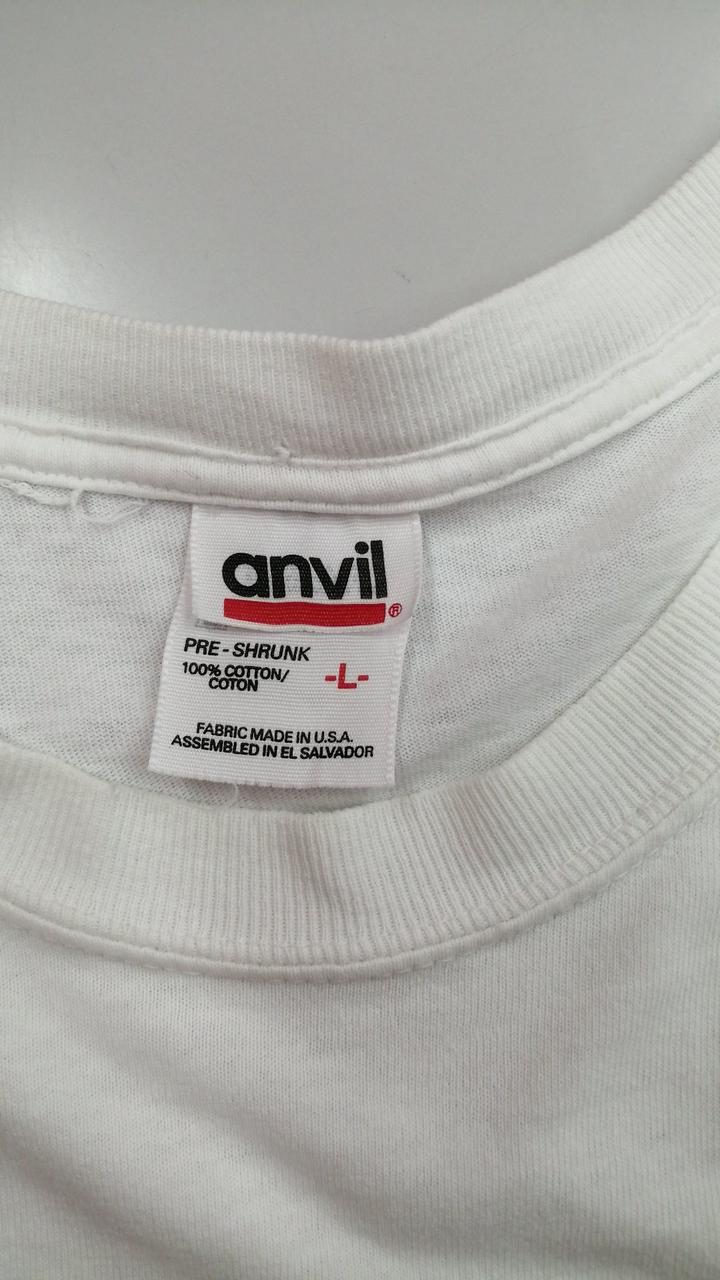 anvil
®
PRE-SHRUNK
100% COTTON/
COTON
-L-
FABRIC MADE IN U.S.A.
ASSEMBLED IN EL SALVADOR